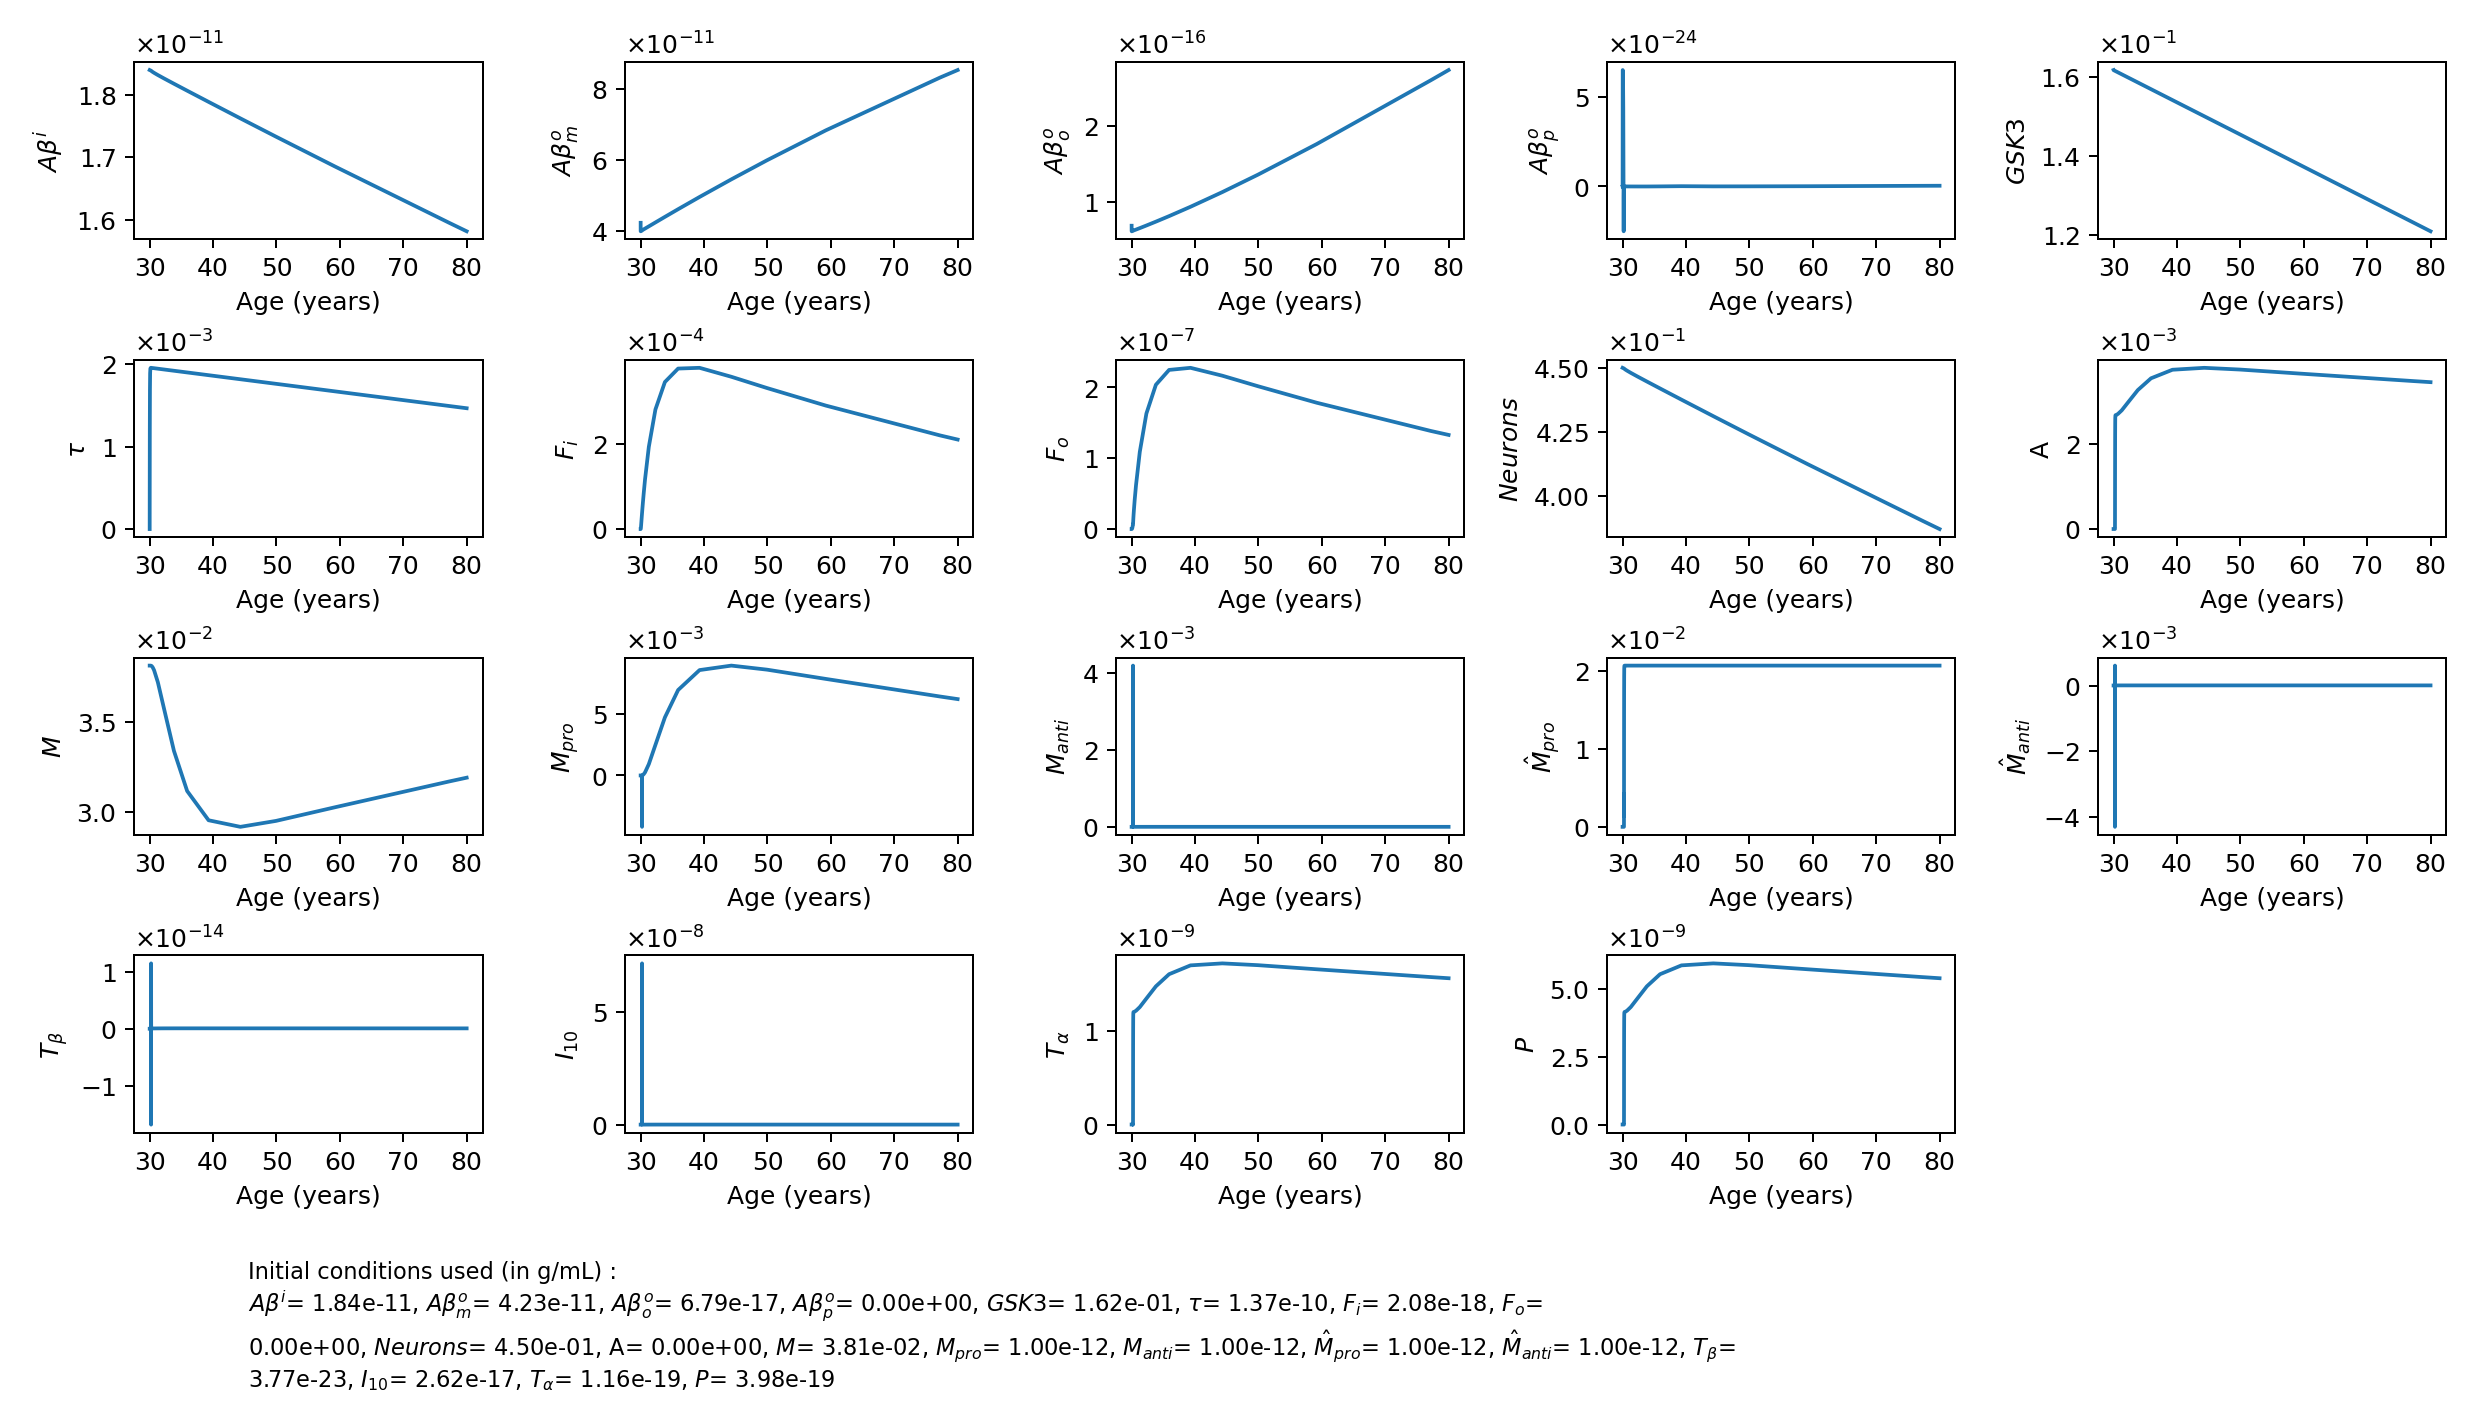 ×10⁻¹¹ ×10⁻¹¹ ×10⁻¹⁶ ×10⁻²⁴ ×10⁻¹
Aβⁱ 1.8 1.7 1.6
30 40 50 60 70 80
Age (years)
Aβₘᵒ 8 6 4
30 40 50 60 70 80
Age (years)
Aβₒᵒ 2 1
30 40 50 60 70 80
Age (years)
Aβₚᵒ 5 0
30 40 50 60 70 80
Age (years)
GSK3 1.6 1.4 1.2
30 40 50 60 70 80
Age (years)
×10⁻³ ×10⁻⁴ ×10⁻⁷ ×10⁻¹ ×10⁻³
τ 2 1 0
30 40 50 60 70 80
Age (years)
Fᵢ 2 0
30 40 50 60 70 80
Age (years)
Fₒ 2 1 0
30 40 50 60 70 80
Age (years)
Neurons 4.50 4.25 4.00
30 40 50 60 70 80
Age (years)
A 2 0
30 40 50 60 70 80
Age (years)
×10⁻² ×10⁻³ ×10⁻³ ×10⁻² ×10⁻³
M 3.5 3.0
30 40 50 60 70 80
Age (years)
M_pro 5 0
30 40 50 60 70 80
Age (years)
M_anti 4 2 0
30 40 50 60 70 80
Age (years)
M̂_pro 2 1 0
30 40 50 60 70 80
Age (years)
M̂_anti 0 −2 −4
30 40 50 60 70 80
Age (years)
×10⁻¹⁴ ×10⁻⁸ ×10⁻⁹ ×10⁻⁹
T_β 1 0 −1
30 40 50 60 70 80
Age (years)
I₁₀ 5 0
30 40 50 60 70 80
Age (years)
T_α 1 0
30 40 50 60 70 80
Age (years)
P 5.0 2.5 0.0
30 40 50 60 70 80
Age (years)
Initial conditions used (in g/mL) :
Aβⁱ= 1.84e-11, Aβₘᵒ= 4.23e-11, Aβₒᵒ= 6.79e-17, Aβₚᵒ= 0.00e+00, GSK3= 1.62e-01, τ= 1.37e-10, Fᵢ= 2.08e-18, Fₒ=
0.00e+00, Neurons= 4.50e-01, A= 0.00e+00, M= 3.81e-02, M_pro= 1.00e-12, M_anti= 1.00e-12, M̂_pro= 1.00e-12, M̂_anti= 1.00e-12, T_β=
3.77e-23, I₁₀= 2.62e-17, T_α= 1.16e-19, P= 3.98e-19